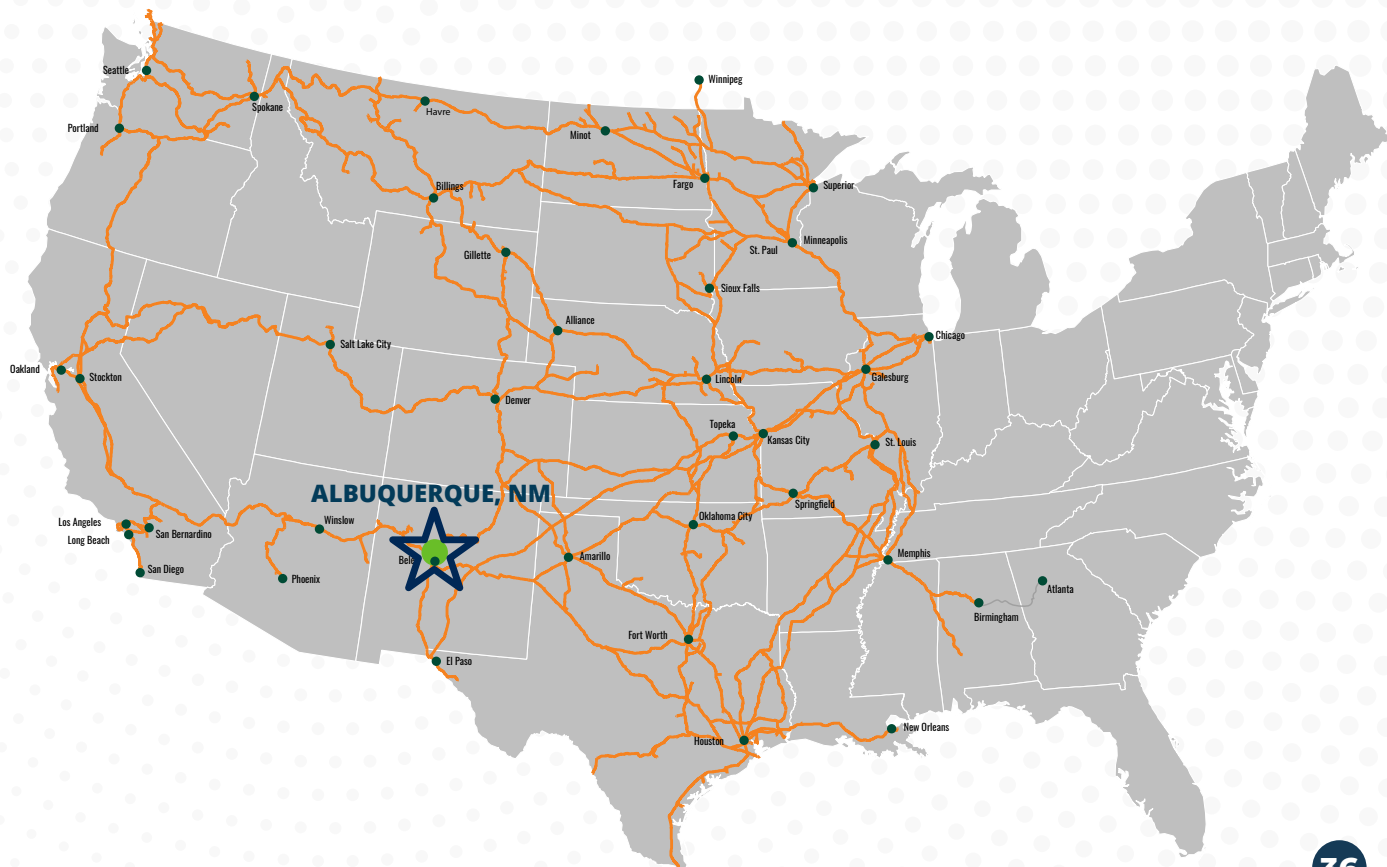 Winnipeg
Seattle
Spokane
Havre
Portland
Minot
Fargo
Superior
Billings
Minneapolis
St. Paul
Gillette
Sioux Falls
Alliance
Chicago
Salt Lake City
Oakland
Stockton
Lincoln
Galesburg
Denver
Topeka
Kansas City
St. Louis
ALBUQUERQUE, NM
Springfield
Oklahoma City
Winslow
Los Angeles
San Bernardino
Long Beach
Memphis
Amarillo
Bele
San Diego
Phoenix
Atlanta
Birmingham
Fort Worth
El Paso
New Orleans
Houston
36